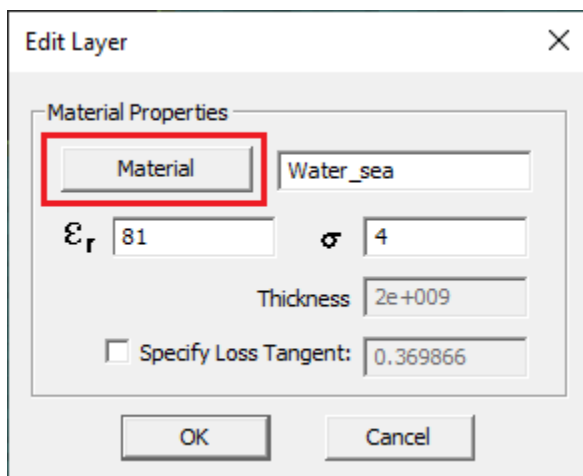 Edit Layer
Material Properties
Material Water_sea
εr 81 σ 4
Thickness 2e+009
Specify Loss Tangent: 0.369866
OK Cancel